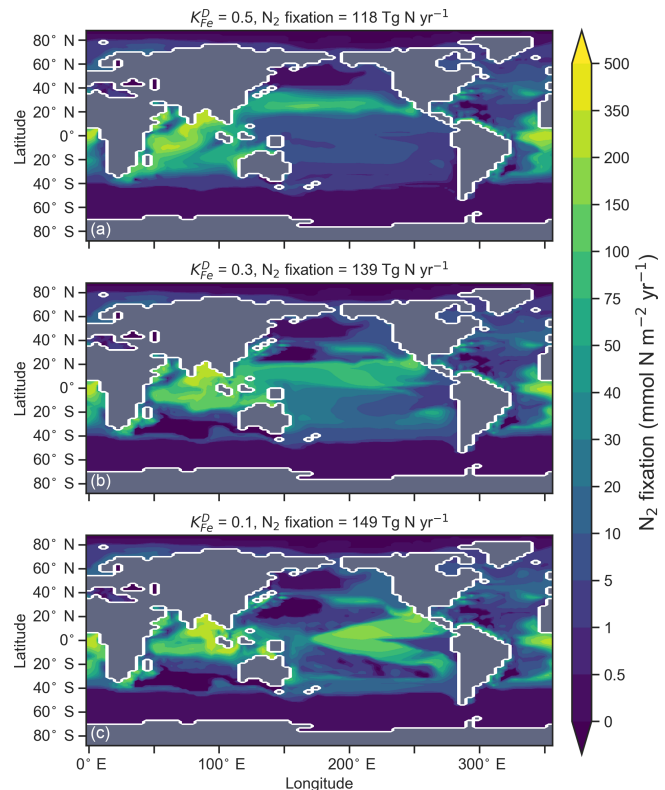 K_Fe^D = 0.5, N₂ fixation = 118 Tg N yr⁻¹
80° N
60° N
40° N
20° N
0°
20° S
40° S
60° S
80° S
Latitude
(a)
K_Fe^D = 0.3, N₂ fixation = 139 Tg N yr⁻¹
80° N
60° N
40° N
20° N
0°
20° S
40° S
60° S
80° S
Latitude
(b)
K_Fe^D = 0.1, N₂ fixation = 149 Tg N yr⁻¹
80° N
60° N
40° N
20° N
0°
20° S
40° S
60° S
80° S
Latitude
(c)
0° E
100° E
200° E
300° E
Longitude
500
350
200
150
100
75
50
40
30
20
10
5
1
0.5
0
N₂ fixation (mmol N m⁻² yr⁻¹)